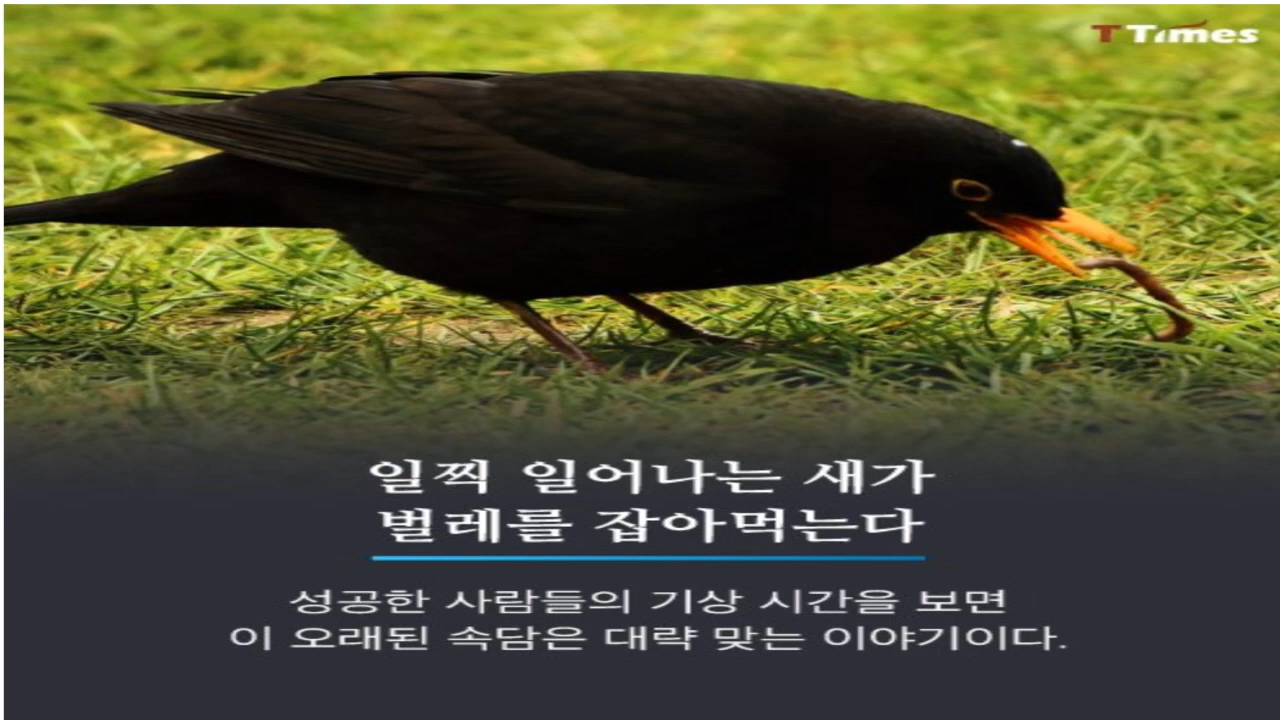 T Times
일찍 일어나는 새가
벌레를 잡아먹는다
성공한 사람들의 기상 시간을 보면
이 오래된 속담은 대략 맞는 이야기이다.